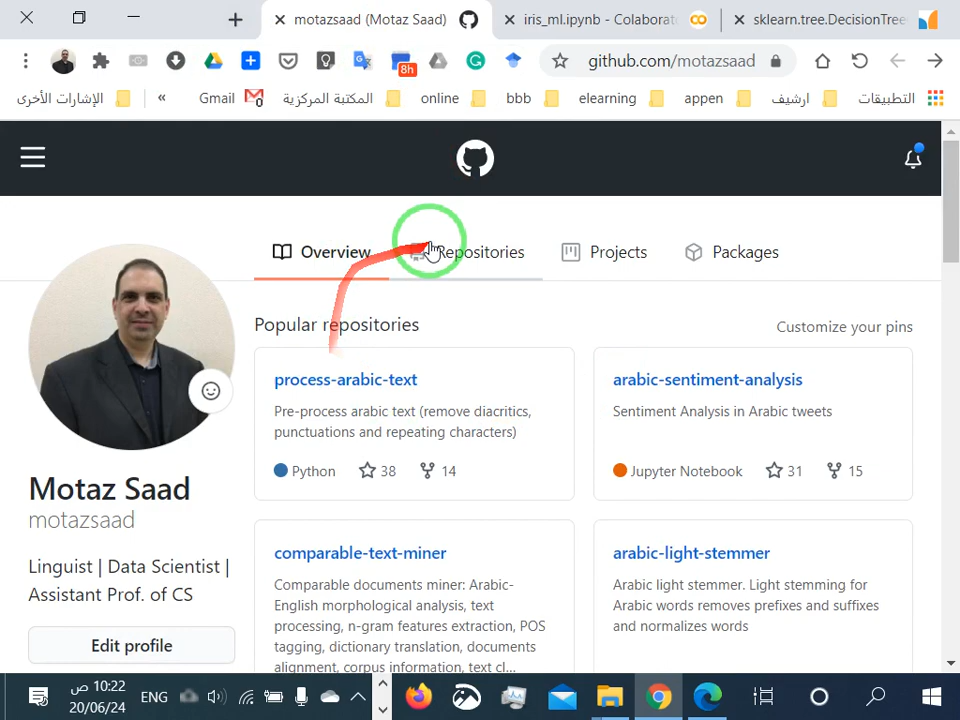 motazsaad (Motaz Saad)
iris_ml.ipynb - Colaborat
sklearn.tree.DecisionTree
8h
github.com/motazsaad
الإشارات الأخرى
«
Gmail
المكتبة المركزية
online
bbb
elearning
appen
ارشيف
التطبيقات
Overview
Repositories
Projects
Packages
Popular repositories
Customize your pins
process-arabic-text
Pre-process arabic text (remove diacritics,
punctuations and repeating characters)
Python 38 14
arabic-sentiment-analysis
Sentiment Analysis in Arabic tweets
Jupyter Notebook 31 15
Motaz Saad
motazsaad
Linguist | Data Scientist |
Assistant Prof. of CS
Edit profile
comparable-text-miner
Comparable documents miner: Arabic-
English morphological analysis, text
processing, n-gram features extraction, POS
tagging, dictionary translation, documents
alignment, corpus information, text cl...
arabic-light-stemmer
Arabic light stemmer. Light stemming for
Arabic words removes prefixes and suffixes
and normalizes words
10:22 ص
20/06/24
ENG